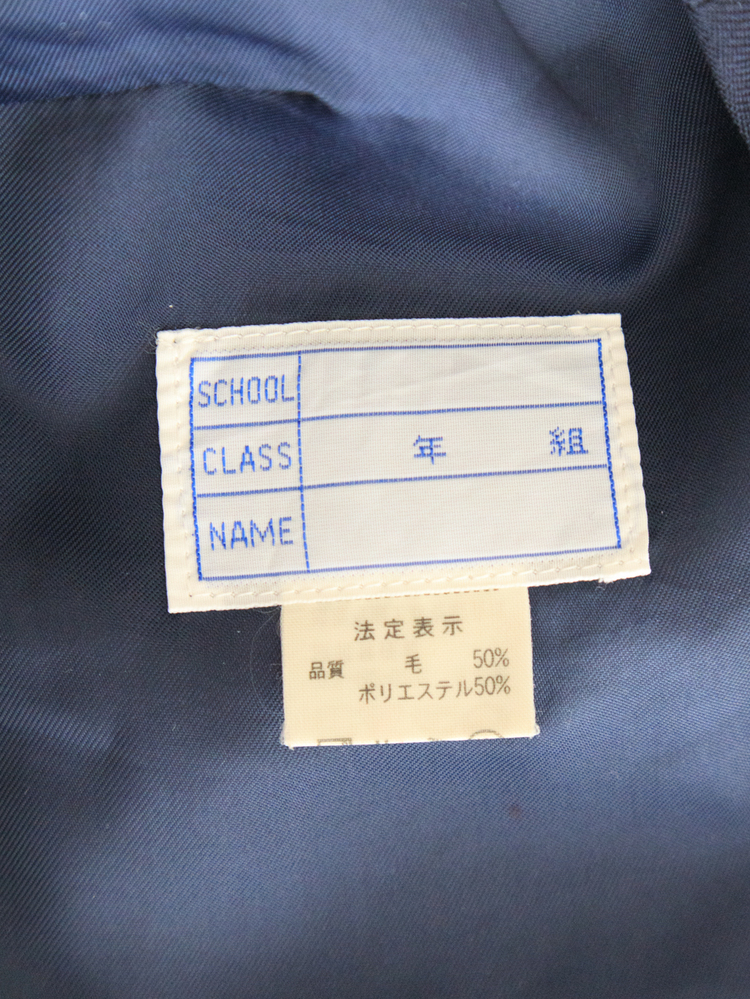 SCHOOL
CLASS 年 組
NAME
法定表示
品質 毛 50%
ポリエステル50%